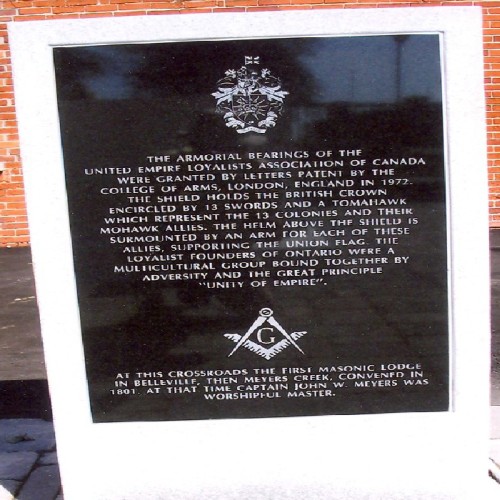 THE ARMORIAL BEARINGS OF THE
UNITED EMPIRE LOYALISTS ASSOCIATION OF CANADA
WERE GRANTED BY LETTERS PATENT BY THE
COLLEGE OF ARMS, LONDON, ENGLAND IN 1972.
THE SHIELD HOLDS THE BRITISH CROWN
ENCIRCLED BY 13 SWORDS AND A TOMAHAWK
WHICH REPRESENT THE 13 COLONIES AND THEIR
MOHAWK ALLIES. THE HELM ABOVE THE SHIELD IS
SURMOUNTED BY AN ARM FOR EACH OF THESE
ALLIES, SUPPORTING THE UNION FLAG. THE
LOYALIST FOUNDERS OF ONTARIO WERE A
MULTICULTURAL GROUP BOUND TOGETHER BY
ADVERSITY AND THE GREAT PRINCIPLE
"UNITY OF EMPIRE".
G
AT THIS CROSSROADS THE FIRST MASONIC LODGE
IN BELLEVILLE, THEN MEYERS CREEK, CONVENED IN
1801. AT THAT TIME CAPTAIN JOHN W. MEYERS WAS
WORSHIPFUL MASTER.